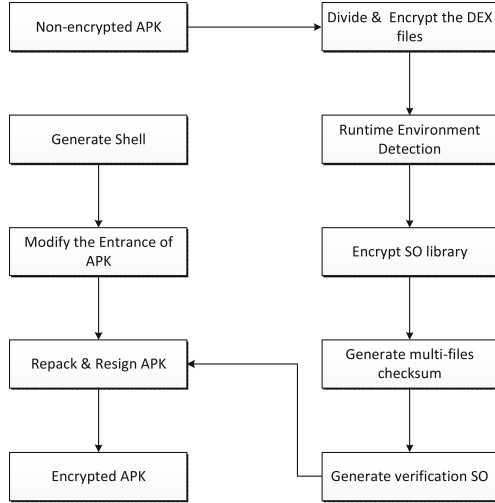 Non-encrypted APK
Divide & Encrypt the DEX
files
Generate Shell
Runtime Environment
Detection
Modify the Entrance of
APK
Encrypt SO library
Repack & Resign APK
Generate multi-files
checksum
Encrypted APK
Generate verification SO